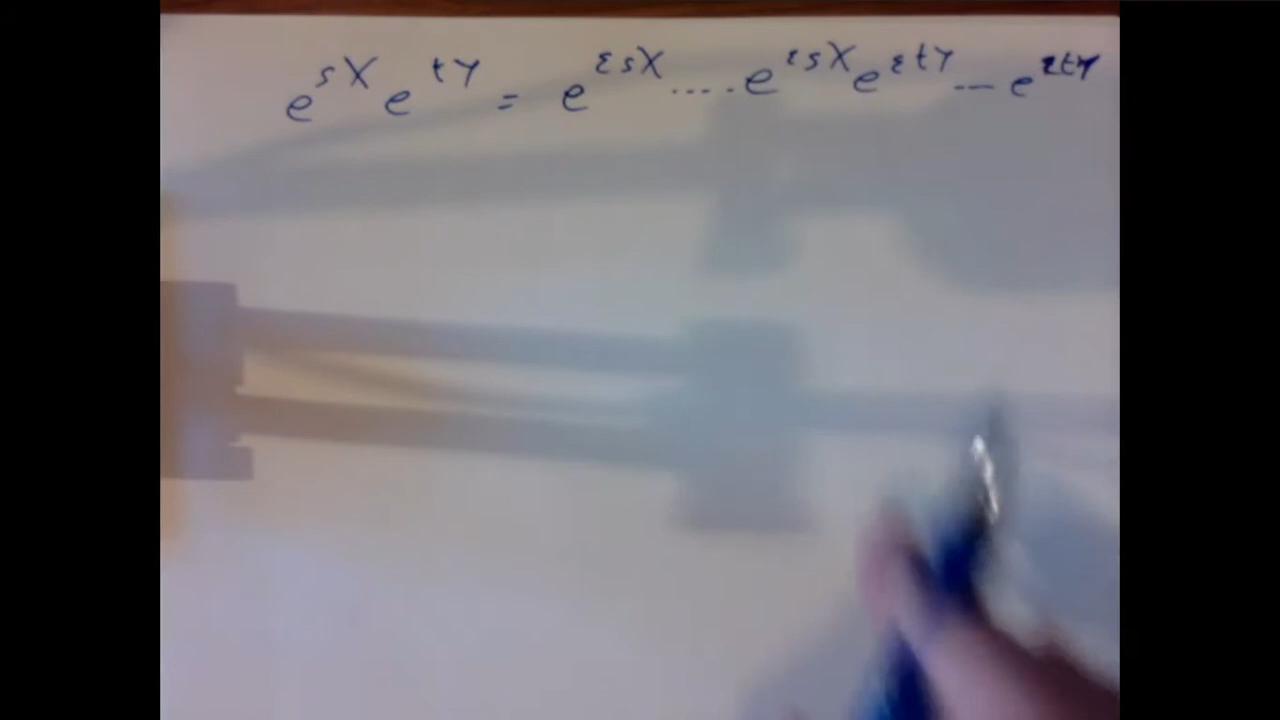 e^{sX} e^{tY} = e^{εsX} ..... e^{εsX} e^{εtY} --- e^{εtY}